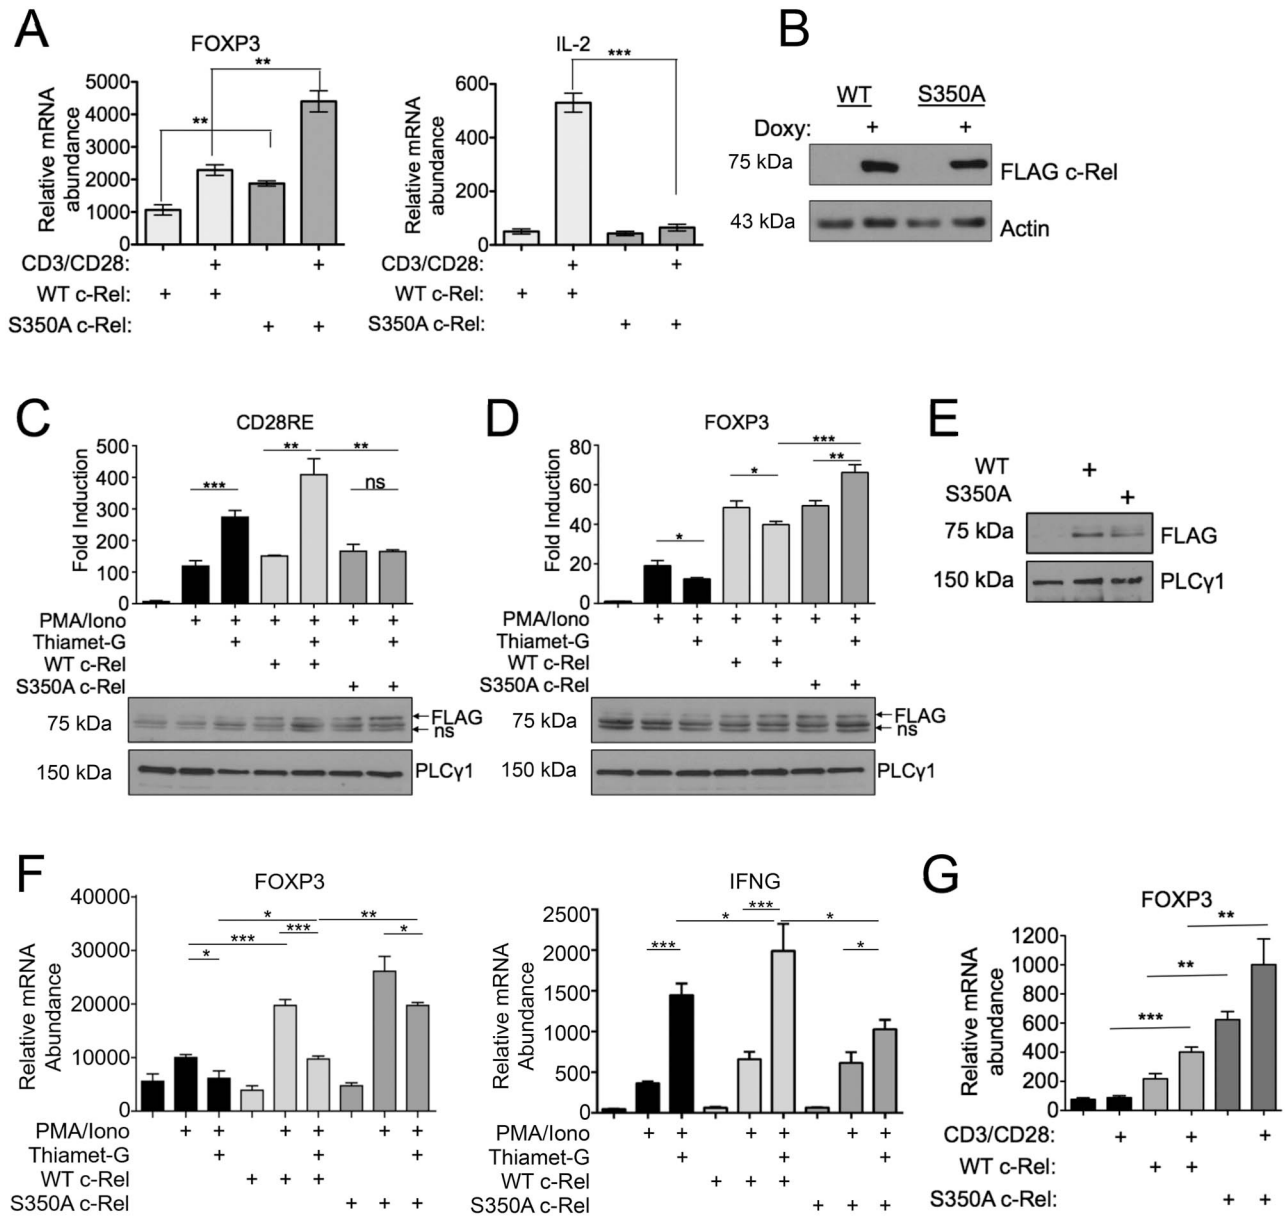 A
FOXP3
Relative mRNA
abundance
5000
4000
3000
2000
1000
0
**
**
CD3/CD28: + +
WT c-Rel: + +
S350A c-Rel: + +
IL-2
Relative mRNA
abundance
600
400
200
0
***
CD3/CD28: + +
WT c-Rel: + +
S350A c-Rel: + +
B
WT S350A
Doxy: + +
75 kDa FLAG c-Rel
43 kDa Actin
C
CD28RE
Fold Induction
500
400
300
200
100
0
***
** **
ns
PMA/Iono + + + + + +
Thiamet-G + + +
WT c-Rel + +
S350A c-Rel + +
75 kDa FLAG
ns
150 kDa PLCγ1
D
FOXP3
Fold Induction
80
60
40
20
0
*
*
***
**
PMA/Iono + + + + + +
Thiamet-G + + +
WT c-Rel + +
S350A c-Rel + +
75 kDa FLAG
ns
150 kDa PLCγ1
E
WT +
S350A +
75 kDa FLAG
150 kDa PLCγ1
F
FOXP3
Relative mRNA
Abundance
40000
30000
20000
10000
0
* **
*** *** *
*
PMA/Iono + + + + + +
Thiamet-G + + +
WT c-Rel + + +
S350A c-Rel + + +
IFNG
Relative mRNA
Abundance
2500
2000
1500
1000
500
0
***
* *
*** *
PMA/Iono + + + + + +
Thiamet-G + + +
WT c-Rel + + +
S350A c-Rel + + +
G
FOXP3
Relative mRNA
abundance
1200
1000
800
600
400
200
0
**
**
***
CD3/CD28: + + +
WT c-Rel: + +
S350A c-Rel: + +